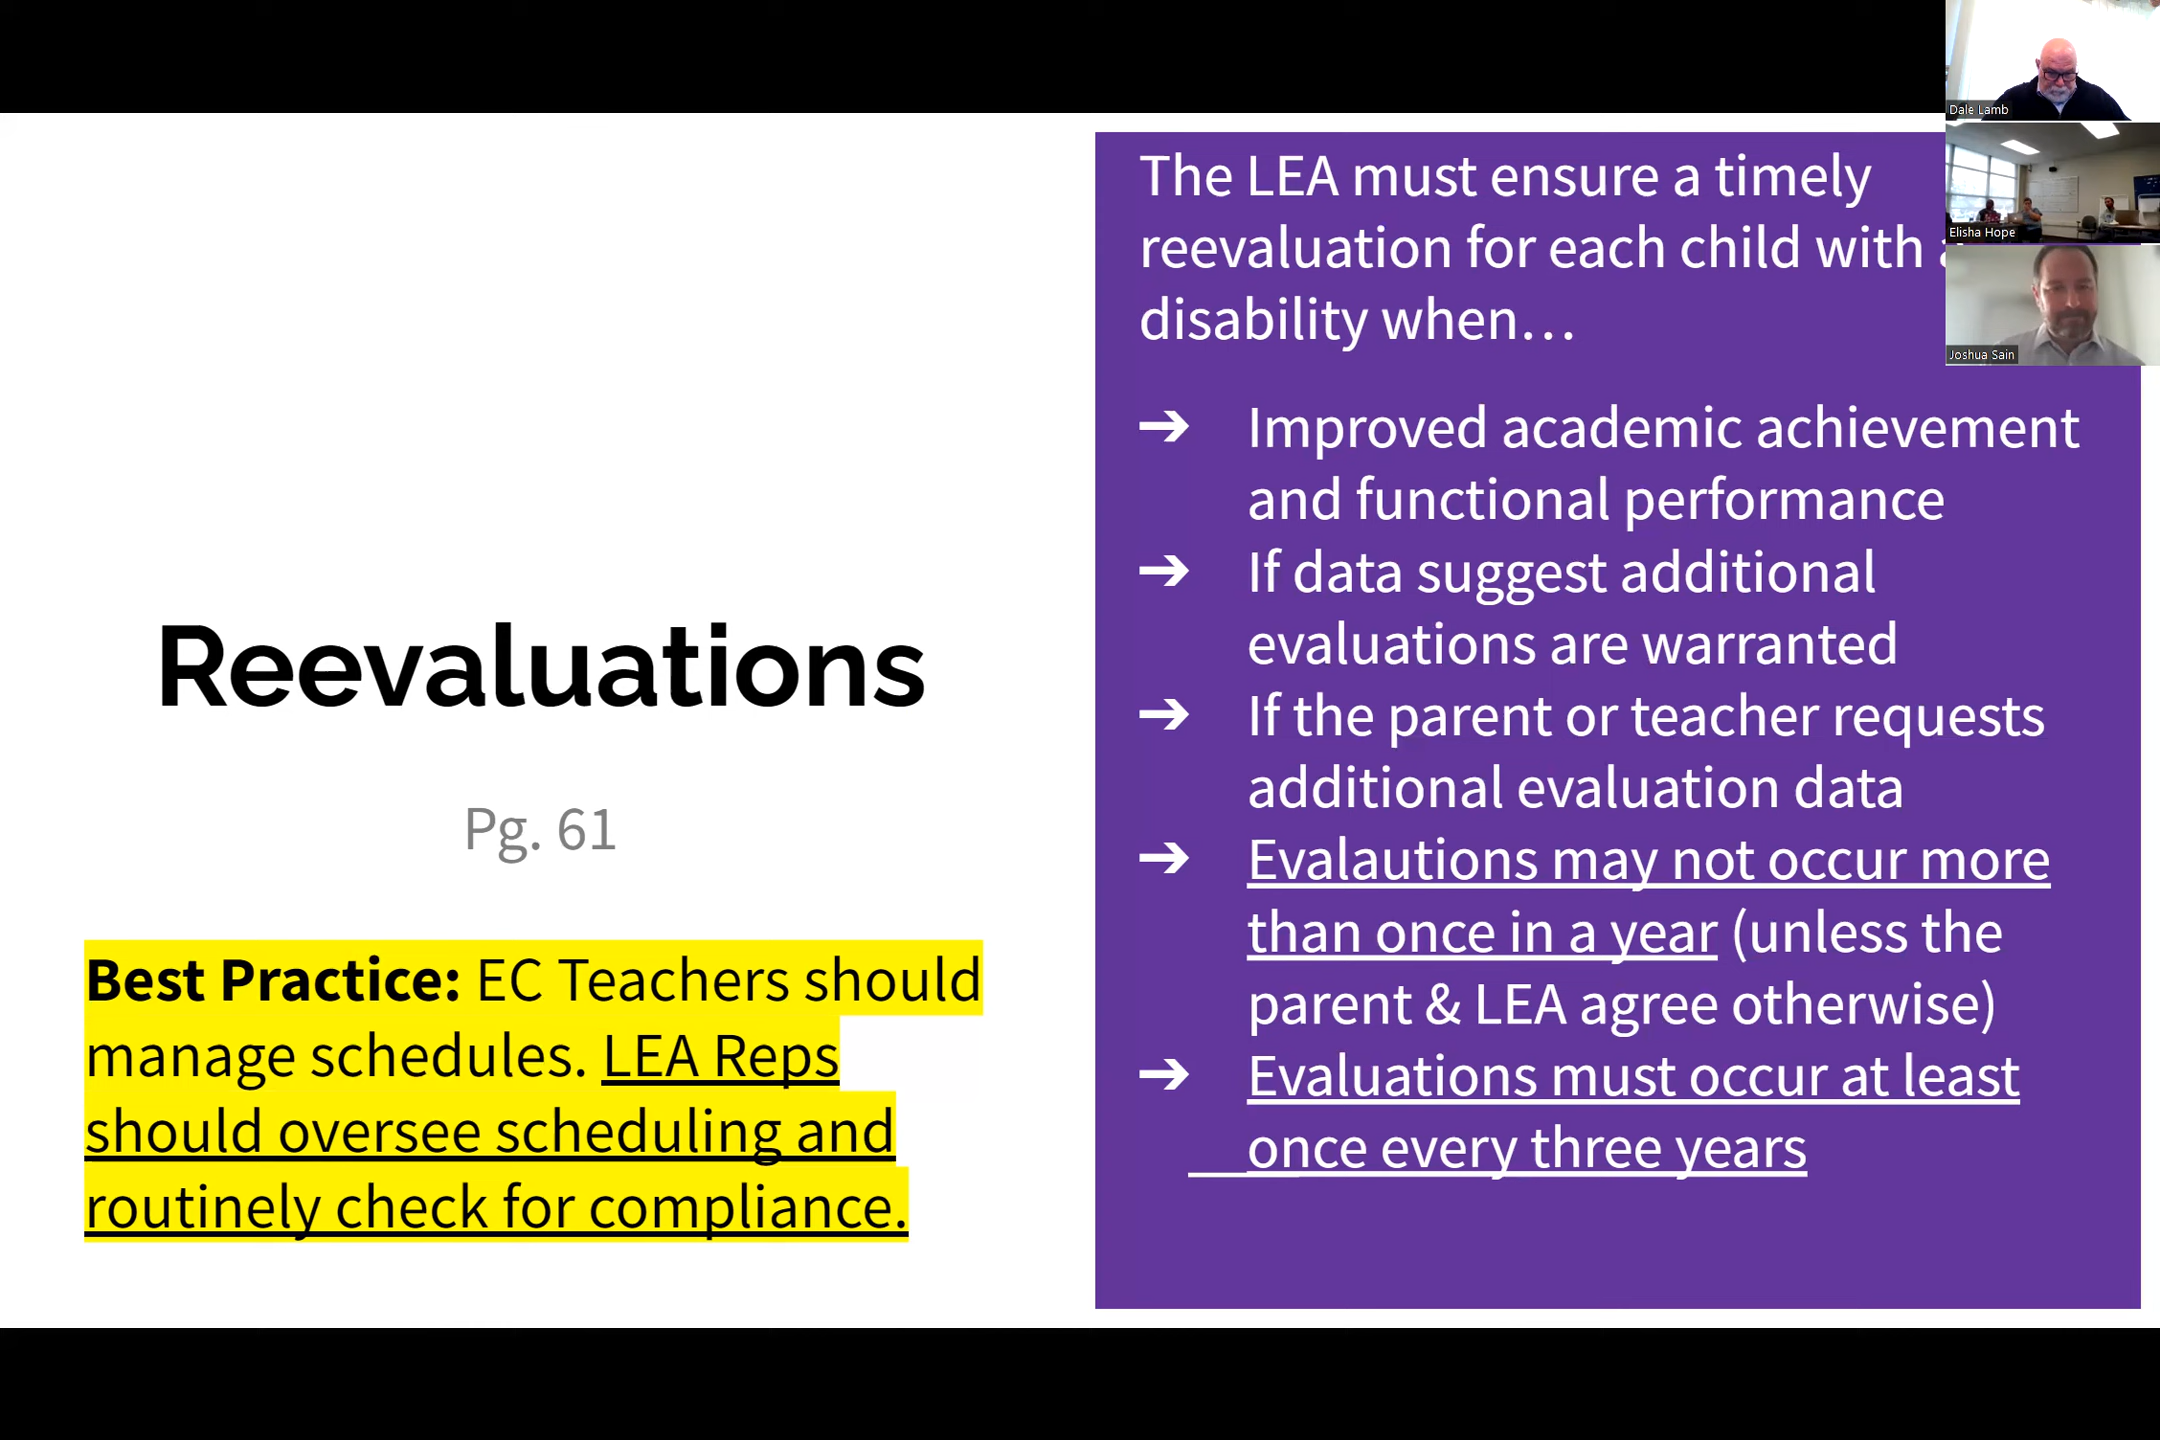 Reevaluations
Pg. 61
Best Practice: EC Teachers should
manage schedules. LEA Reps
should oversee scheduling and
routinely check for compliance.
The LEA must ensure a timely
reevaluation for each child with
disability when…
➔ Improved academic achievement
and functional performance
➔ If data suggest additional
evaluations are warranted
➔ If the parent or teacher requests
additional evaluation data
➔ Evalautions may not occur more
than once in a year (unless the
parent & LEA agree otherwise)
➔ Evaluations must occur at least
once every three years
Dale Lamb
Elisha Hope
Joshua Sain